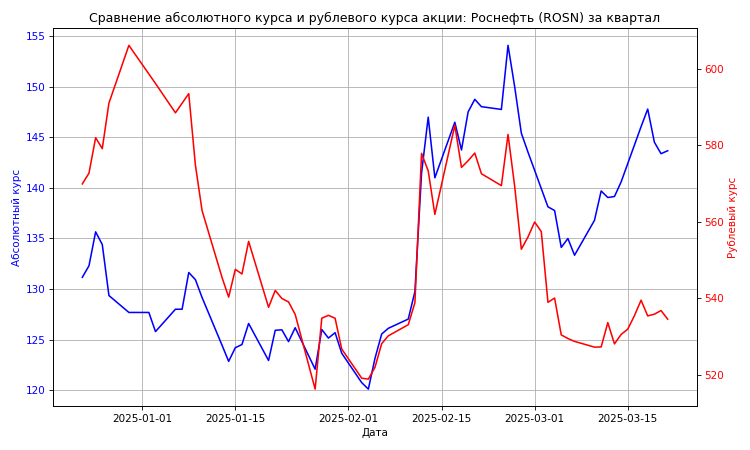 Сравнение абсолютного курса и рублевого курса акции: Роснефть (ROSN) за квартал
155
150
145
140
135
130
125
120
Абсолютный курс
600
580
560
540
520
Рублевый курс
2025-01-01 2025-01-15 2025-02-01 2025-02-15 2025-03-01 2025-03-15
Дата